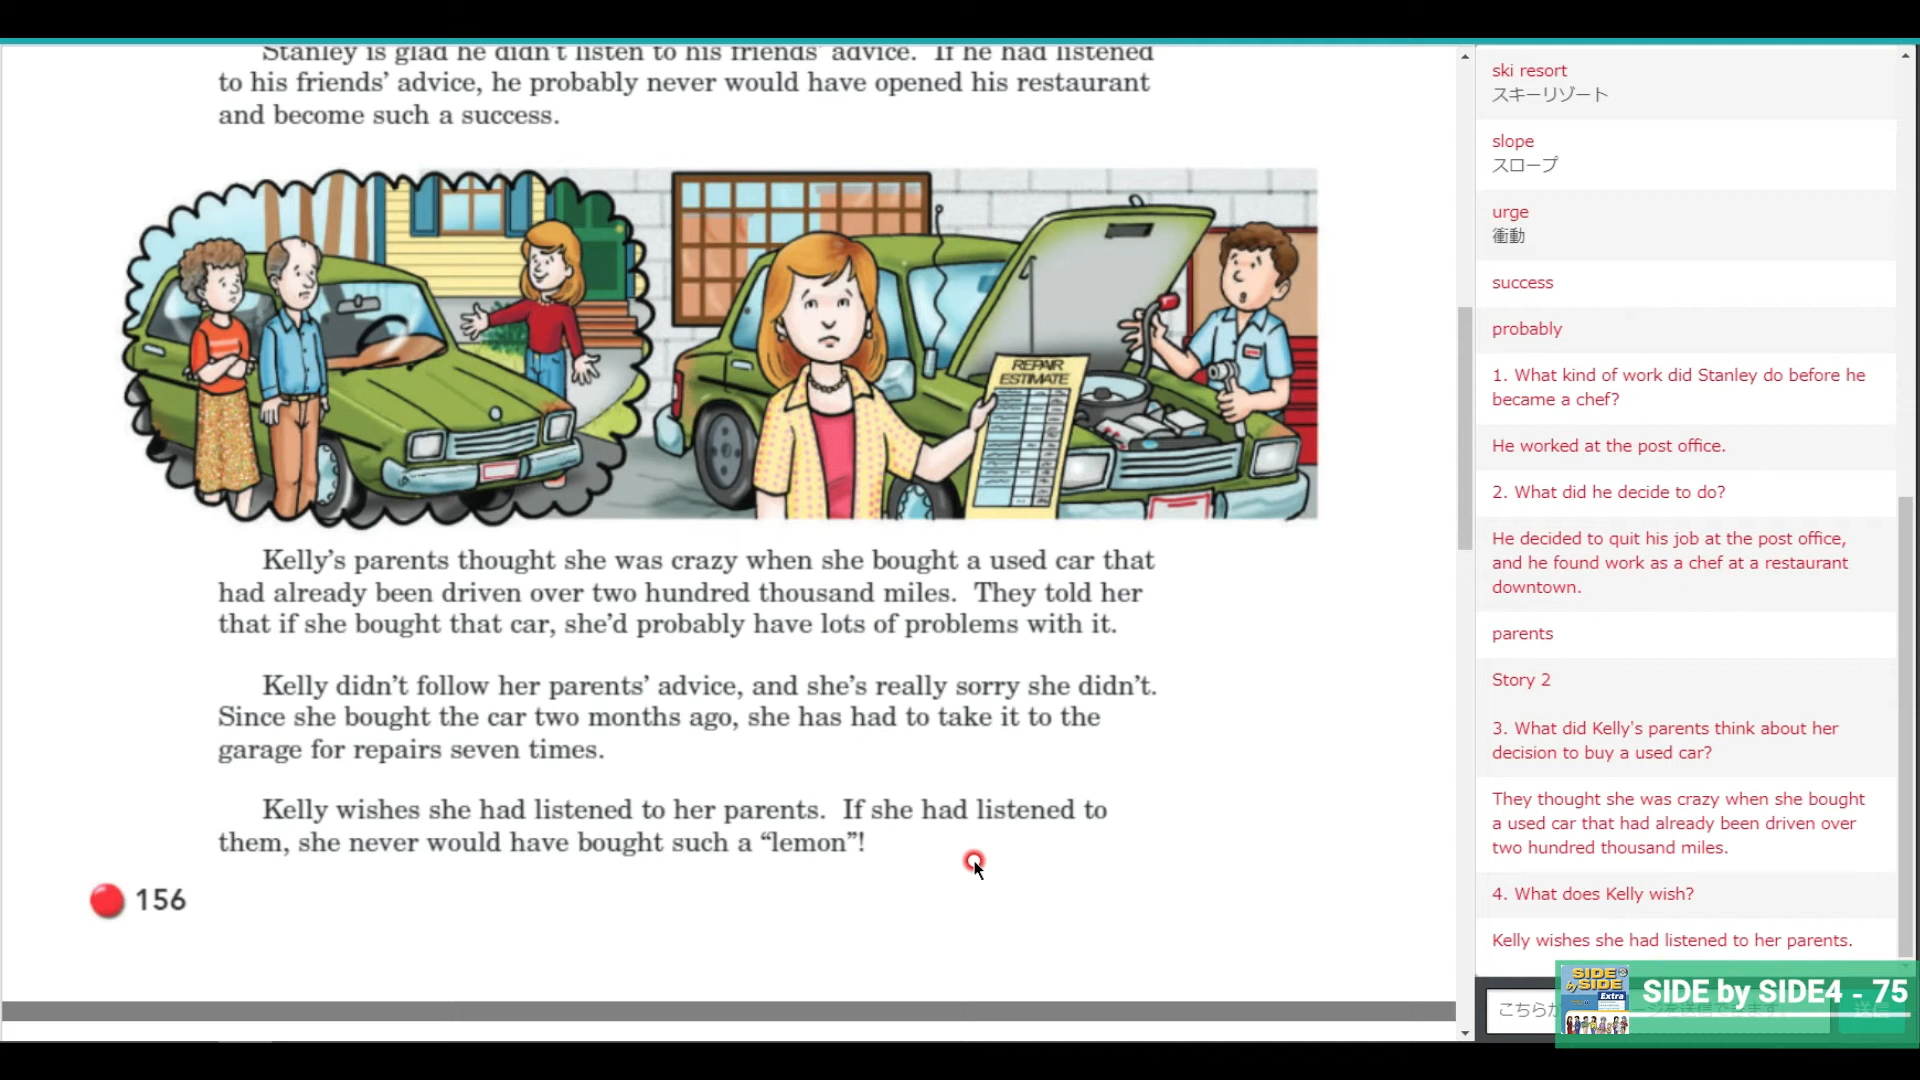 Stanley is glad he didn't listen to his friends' advice.  If he had listened
to his friends' advice, he probably never would have opened his restaurant
and become such a success.
REPAIR
ESTIMATE
Kelly's parents thought she was crazy when she bought a used car that
had already been driven over two hundred thousand miles.  They told her
that if she bought that car, she'd probably have lots of problems with it.
Kelly didn't follow her parents' advice, and she's really sorry she didn't.
Since she bought the car two months ago, she has had to take it to the
garage for repairs seven times.
Kelly wishes she had listened to her parents.  If she had listened to
them, she never would have bought such a “lemon”!
156
ski resort
スキーリゾート
slope
スロープ
urge
衝動
success
probably
1. What kind of work did Stanley do before he
became a chef?
He worked at the post office.
2. What did he decide to do?
He decided to quit his job at the post office,
and he found work as a chef at a restaurant
downtown.
parents
Story 2
3. What did Kelly's parents think about her
decision to buy a used car?
They thought she was crazy when she bought
a used car that had already been driven over
two hundred thousand miles.
4. What does Kelly wish?
Kelly wishes she had listened to her parents.
SIDE
by SIDE
Extra
SIDE by SIDE4 - 75
こちらか